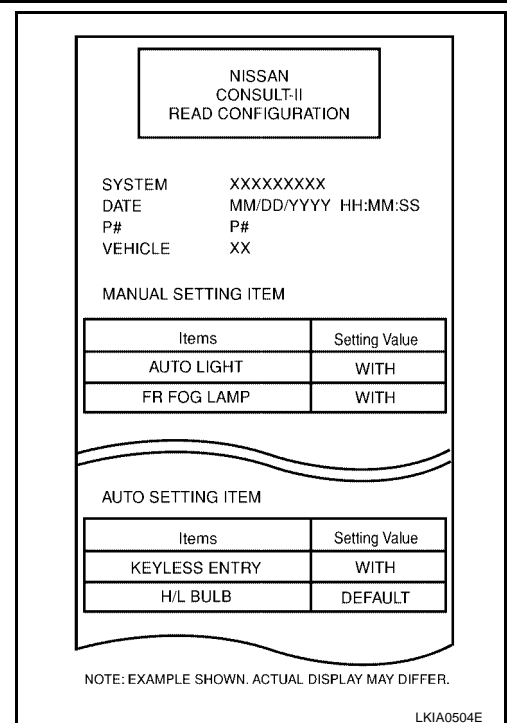 NISSAN
CONSULT-II
READ CONFIGURATION
SYSTEM XXXXXXXXX
DATE MM/DD/YYYY HH:MM:SS
P# P#
VEHICLE XX
MANUAL SETTING ITEM
Items Setting Value
AUTO LIGHT WITH
FR FOG LAMP WITH
AUTO SETTING ITEM
Items Setting Value
KEYLESS ENTRY WITH
H/L BULB DEFAULT
NOTE: EXAMPLE SHOWN. ACTUAL DISPLAY MAY DIFFER.
LKIA0504E